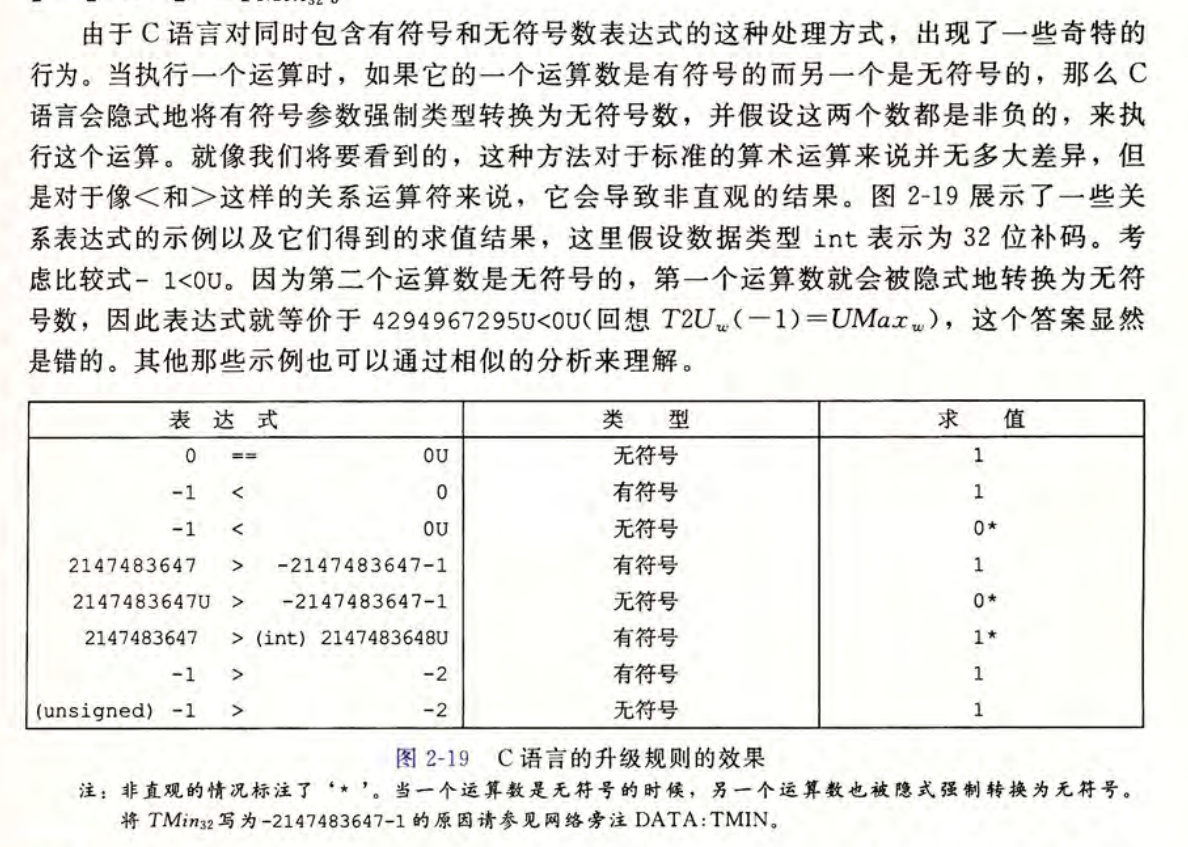 由于 C 语言对同时包含有符号和无符号数表达式的这种处理方式，出现了一些奇特的
行为。当执行一个运算时，如果它的一个运算数是有符号的而另一个是无符号的，那么 C
语言会隐式地将有符号参数强制类型转换为无符号数，并假设这两个数都是非负的，来执
行这个运算。就像我们将要看到的，这种方法对于标准的算术运算来说并无多大差异，但
是对于像<和>这样的关系运算符来说，它会导致非直观的结果。图 2-19 展示了一些关
系表达式的示例以及它们得到的求值结果，这里假设数据类型 int 表示为 32 位补码。考
虑比较式- 1<0U。因为第二个运算数是无符号的，第一个运算数就会被隐式地转换为无符
号数，因此表达式就等价于 4294967295U<0U(回想 T2Uw(-1)=UMaxw)，这个答案显然
是错的。其他那些示例也可以通过相似的分析来理解。
表 达 式 类 型 求 值
0 == 0U 无符号 1
-1 < 0 有符号 1
-1 < 0U 无符号 0*
2147483647 > -2147483647-1 有符号 1
2147483647U > -2147483647-1 无符号 0*
2147483647 > (int) 2147483648U 有符号 1*
-1 > -2 有符号 1
(unsigned) -1 > -2 无符号 1
图 2-19 C 语言的升级规则的效果
注：非直观的情况标注了‘*’。当一个运算数是无符号的时候，另一个运算数也被隐式强制转换为无符号。
将 TMin32写为-2147483647-1 的原因请参见网络旁注 DATA:TMIN。